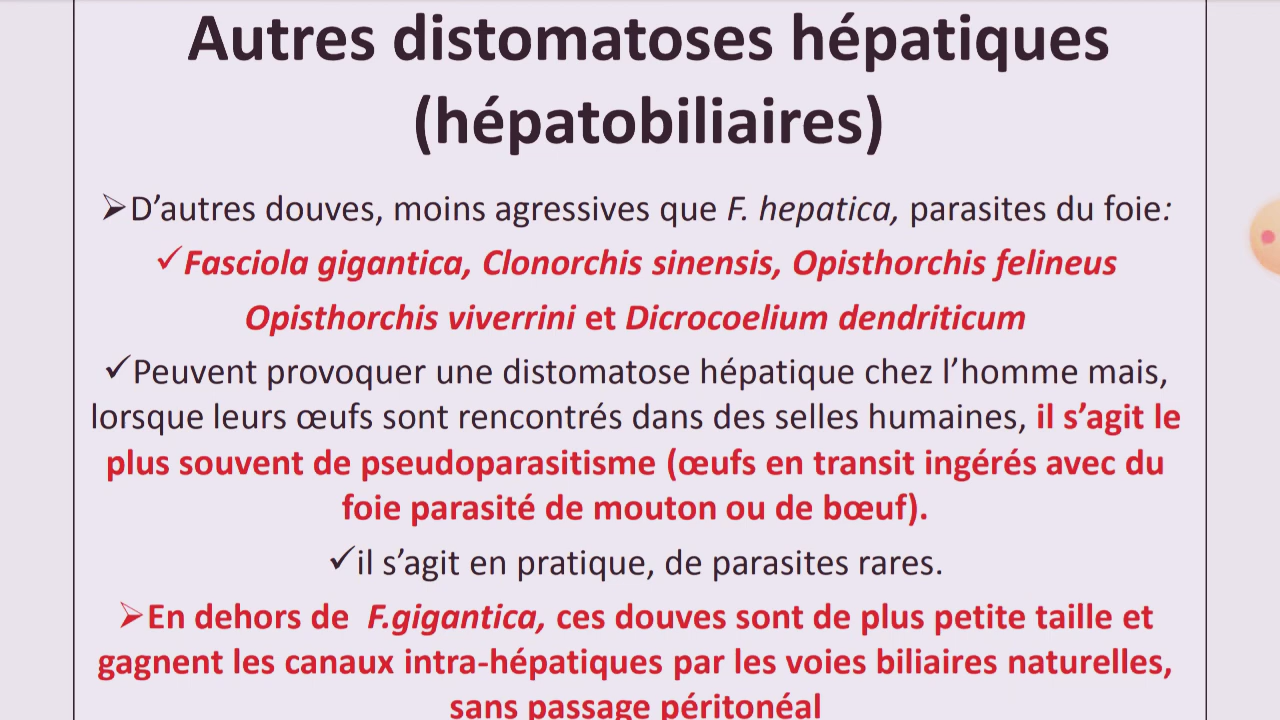 Autres distomatoses hépatiques
(hépatobiliaires)
➢D’autres douves, moins agressives que F. hepatica, parasites du foie:
✓Fasciola gigantica, Clonorchis sinensis, Opisthorchis felineus
Opisthorchis viverrini et Dicrocoelium dendriticum
✓Peuvent provoquer une distomatose hépatique chez l’homme mais,
lorsque leurs œufs sont rencontrés dans des selles humaines, il s’agit le
plus souvent de pseudoparasitisme (œufs en transit ingérés avec du
foie parasité de mouton ou de bœuf).
✓il s’agit en pratique, de parasites rares.
➢En dehors de F.gigantica, ces douves sont de plus petite taille et
gagnent les canaux intra-hépatiques par les voies biliaires naturelles,
sans passage péritonéal